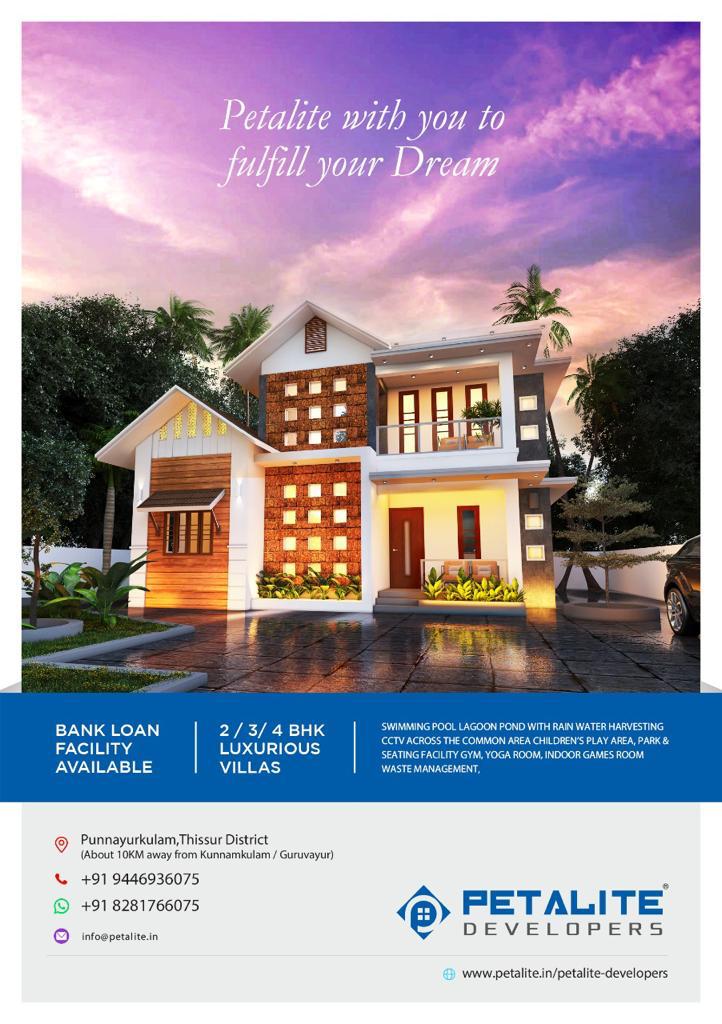 Petalite with you to
fulfill your Dream
BANK LOAN
FACILITY
AVAILABLE
2 / 3/ 4 BHK
LUXURIOUS
VILLAS
SWIMMING POOL LAGOON POND WITH RAIN WATER HARVESTING
CCTV ACROSS THE COMMON AREA CHILDREN'S PLAY AREA, PARK &
SEATING FACILITY GYM, YOGA ROOM, INDOOR GAMES ROOM
WASTE MANAGEMENT,
Punnayurkulam,Thissur District
(About 10KM away from Kunnamkulam / Guruvayur)
+91 9446936075
+91 8281766075
info@petalite.in
PETALITE®
DEVELOPERS
www.petalite.in/petalite-developers